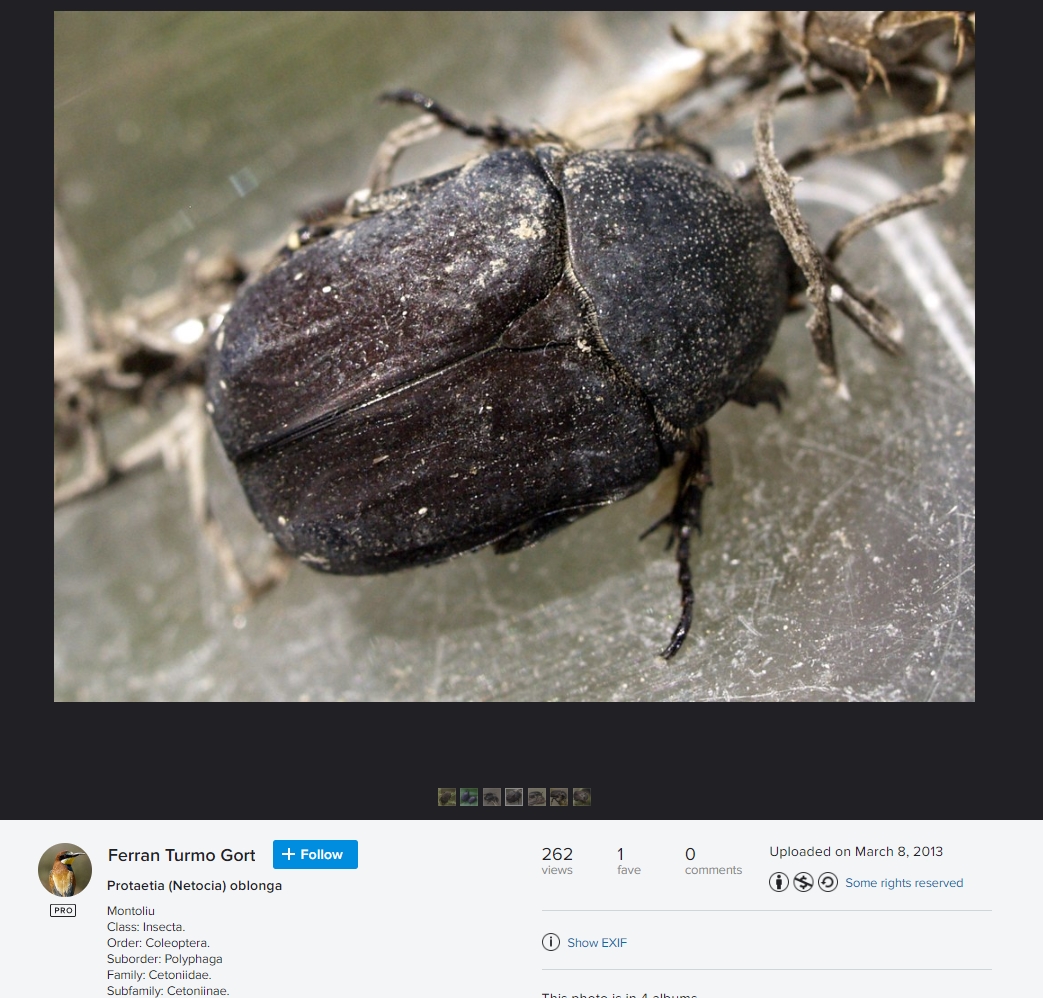 Ferran Turmo Gort
+ Follow
PRO
Protaetia (Netocia) oblonga
Montoliu
Class: Insecta.
Order: Coleoptera.
Suborder: Polyphaga
Family: Cetoniidae.
Subfamily: Cetoniinae.
262
views
1
fave
0
comments
Uploaded on March 8, 2013
Some rights reserved
Show EXIF
This photo is in 4 albums